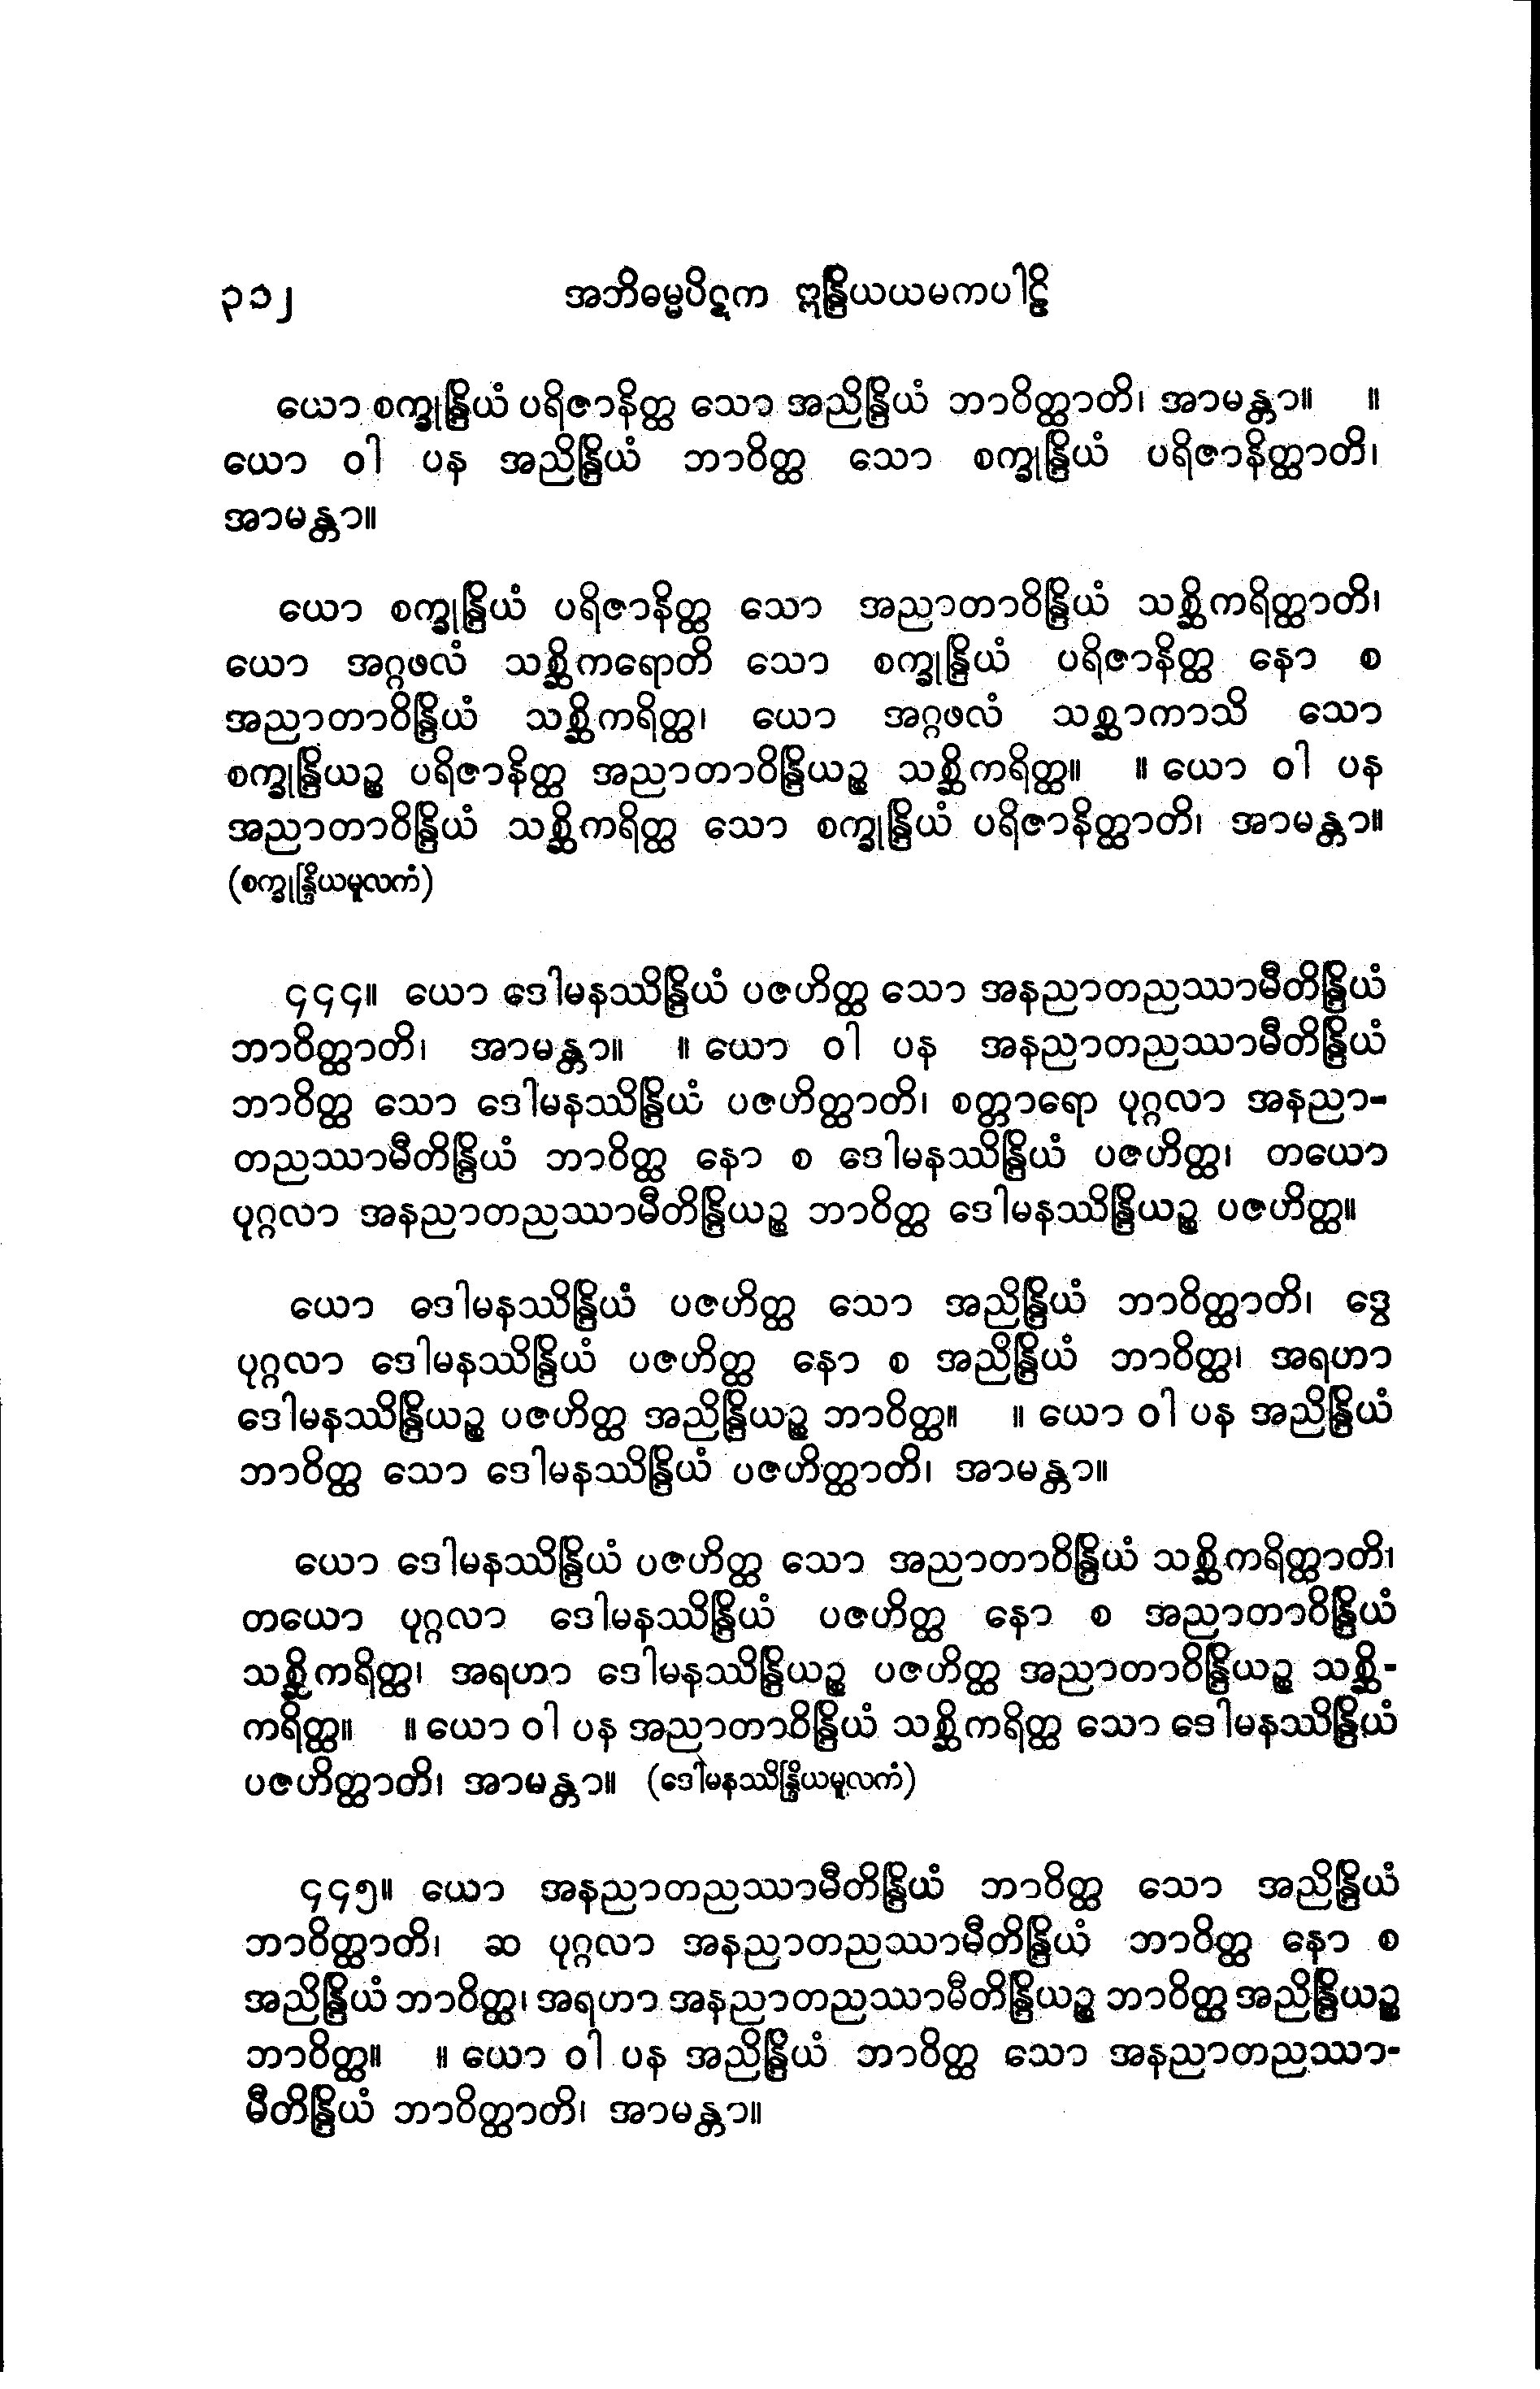 ၃၁၂ အဘိဓမ္မပိဋက ဣန္ဒြိယယမကပါဠိ
ယော စက္ခုန္ဒြိယံ ပရိဇာနိတ္ထ သော အညိန္ဒြိယံ ဘာဝိတ္ထာတိ၊ အာမန္တာ။ ။
ယော ဝါ ပန အညိန္ဒြိယံ ဘာဝိတ္ထ သော စက္ခုန္ဒြိယံ ပရိဇာနိတ္ထာတိ၊
အာမန္တာ။
ယော စက္ခုန္ဒြိယံ ပရိဇာနိတ္ထ သော အညာတာဝိန္ဒြိယံ သစ္ဆိကရိတ္ထာတိ၊
ယော အဂ္ဂဖလံ သစ္ဆိကရောတိ သော စက္ခုန္ဒြိယံ ပရိဇာနိတ္ထ နော စ
အညာတာဝိန္ဒြိယံ သစ္ဆိကရိတ္ထ၊ ယော အဂ္ဂဖလံ သစ္ဆာကာသိ သော
စက္ခုန္ဒြိယဉ္စ ပရိဇာနိတ္ထ အညာတာဝိန္ဒြိယဉ္စ သစ္ဆိကရိတ္ထ။ ။ ယော ဝါ ပန
အညာတာဝိန္ဒြိယံ သစ္ဆိကရိတ္ထ သော စက္ခုန္ဒြိယံ ပရိဇာနိတ္ထာတိ၊ အာမန္တာ။
(စက္ခုန္ဒြိယမူလကံ)
၄၄၄။ ယော ဒေါမနဿိန္ဒြိယံ ပဇဟိတ္ထ သော အနညာတညဿာမီတိန္ဒြိယံ
ဘာဝိတ္ထာတိ၊ အာမန္တာ။ ။ ယော ဝါ ပန အနညာတညဿာမီတိန္ဒြိယံ
ဘာဝိတ္ထ သော ဒေါမနဿိန္ဒြိယံ ပဇဟိတ္ထာတိ၊ စတ္တာရော ပုဂ္ဂလာ အနညာ-
တညဿာမီတိန္ဒြိယံ ဘာဝိတ္ထ နော စ ဒေါမနဿိန္ဒြိယံ ပဇဟိတ္ထ၊ တယော
ပုဂ္ဂလာ အနညာတညဿာမီတိန္ဒြိယဉ္စ ဘာဝိတ္ထ ဒေါမနဿိန္ဒြိယဉ္စ ပဇဟိတ္ထ။
ယော ဒေါမနဿိန္ဒြိယံ ပဇဟိတ္ထ သော အညိန္ဒြိယံ ဘာဝိတ္ထာတိ၊ ဒွေ
ပုဂ္ဂလာ ဒေါမနဿိန္ဒြိယံ ပဇဟိတ္ထ နော စ အညိန္ဒြိယံ ဘာဝိတ္ထ၊ အရဟာ
ဒေါမနဿိန္ဒြိယဉ္စ ပဇဟိတ္ထ အညိန္ဒြိယဉ္စ ဘာဝိတ္ထ။ ။ ယော ဝါ ပန အညိန္ဒြိယံ
ဘာဝိတ္ထ သော ဒေါမနဿိန္ဒြိယံ ပဇဟိတ္ထာတိ၊ အာမန္တာ။
ယော ဒေါမနဿိန္ဒြိယံ ပဇဟိတ္ထ သော အညာတာဝိန္ဒြိယံ သစ္ဆိကရိတ္ထာတိ၊
တယော ပုဂ္ဂလာ ဒေါမနဿိန္ဒြိယံ ပဇဟိတ္ထ နော စ အညာတာဝိန္ဒြိယံ
သစ္ဆိကရိတ္ထ၊ အရဟာ ဒေါမနဿိန္ဒြိယဉ္စ ပဇဟိတ္ထ အညာတာဝိန္ဒြိယဉ္စ သစ္ဆိ-
ကရိတ္ထ။ ။ ယော ဝါ ပန အညာတာဝိန္ဒြိယံ သစ္ဆိကရိတ္ထ သော ဒေါမနဿိန္ဒြိယံ
ပဇဟိတ္ထာတိ၊ အာမန္တာ။ (ဒေါမနဿိန္ဒြိယမူလကံ)
၄၄၅။ ယော အနညာတညဿာမီတိန္ဒြိယံ ဘာဝိတ္ထ သော အညိန္ဒြိယံ
ဘာဝိတ္ထာတိ၊ ဆ ပုဂ္ဂလာ အနညာတညဿာမီတိန္ဒြိယံ ဘာဝိတ္ထ နော စ
အညိန္ဒြိယံ ဘာဝိတ္ထ၊ အရဟာ အနညာတညဿာမီတိန္ဒြိယဉ္စ ဘာဝိတ္ထ အညိန္ဒြိယဉ္စ
ဘာဝိတ္ထ။ ။ ယော ဝါ ပန အညိန္ဒြိယံ ဘာဝိတ္ထ သော အနညာတညဿာ-
မီတိန္ဒြိယံ ဘာဝိတ္ထာတိ၊ အာမန္တာ။